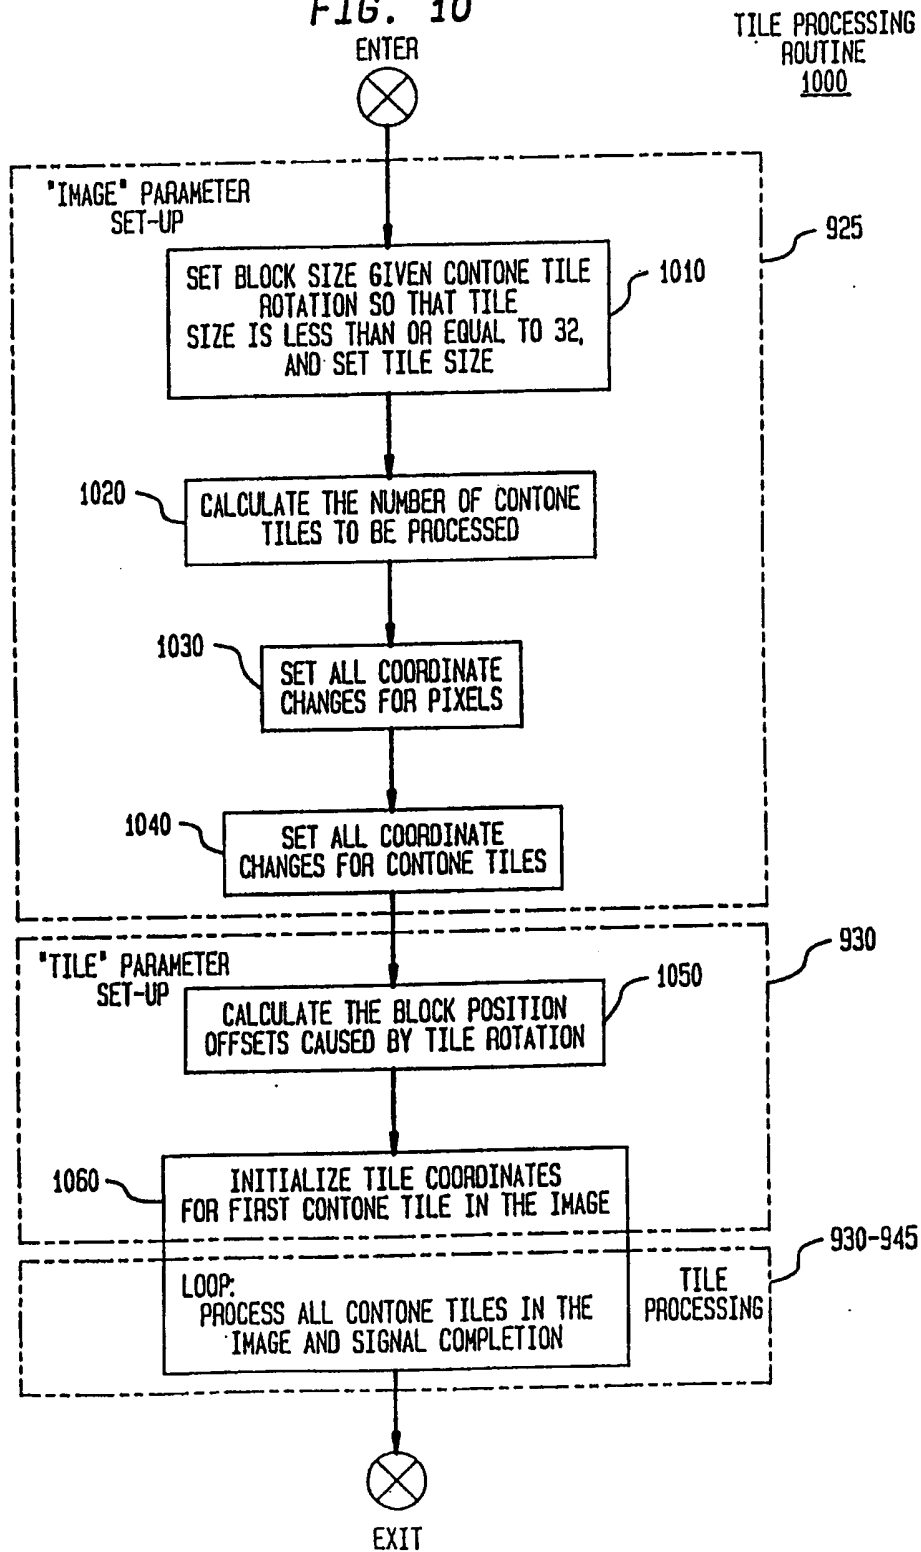 FIG. 10
TILE PROCESSING
ROUTINE
1000
ENTER
"IMAGE" PARAMETER
SET-UP
925
SET BLOCK SIZE GIVEN CONTONE TILE
ROTATION SO THAT TILE
SIZE IS LESS THAN OR EQUAL TO 32,
AND SET TILE SIZE
1010
1020
CALCULATE THE NUMBER OF CONTONE
TILES TO BE PROCESSED
1030
SET ALL COORDINATE
CHANGES FOR PIXELS
1040
SET ALL COORDINATE
CHANGES FOR CONTONE TILES
930
"TILE" PARAMETER
SET-UP
1050
CALCULATE THE BLOCK POSITION
OFFSETS CAUSED BY TILE ROTATION
1060
INITIALIZE TILE COORDINATES
FOR FIRST CONTONE TILE IN THE IMAGE
930-945
LOOP:
PROCESS ALL CONTONE TILES IN THE
IMAGE AND SIGNAL COMPLETION
TILE
PROCESSING
EXIT